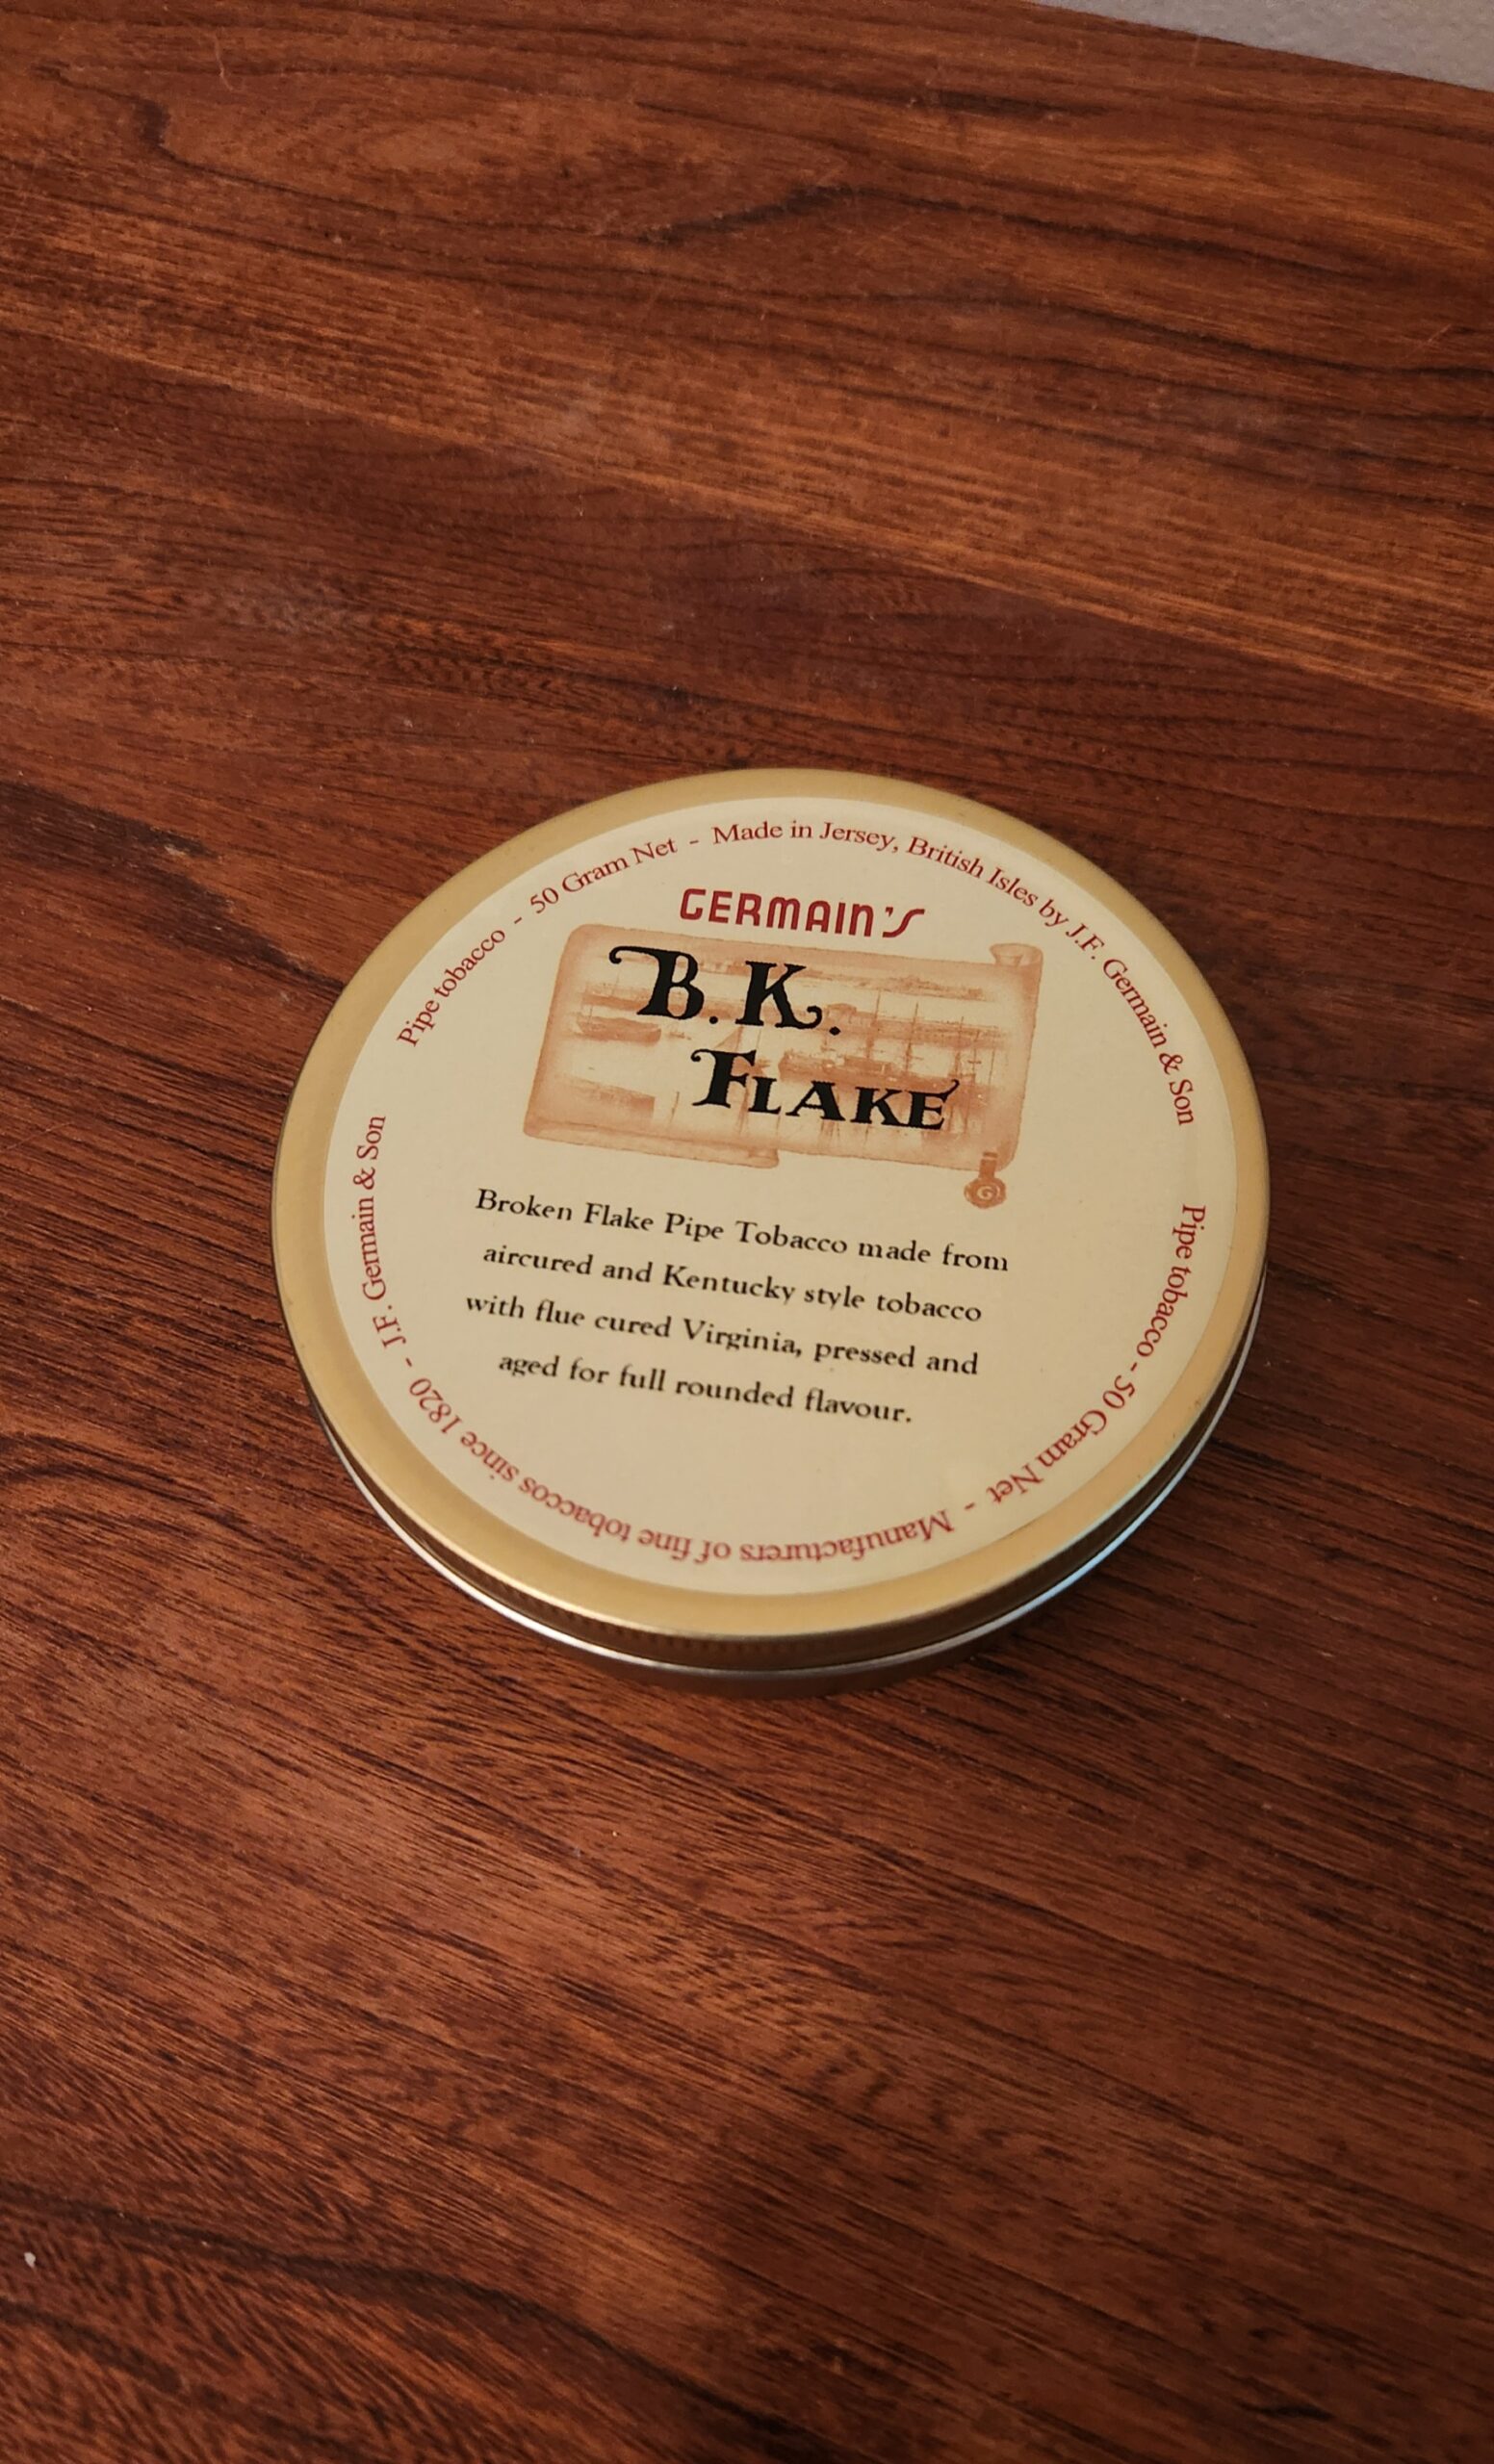 Pipe tobacco - 50 Gram Net - Made in Jersey, British Isles by J.F. Germain & Son
GERMAIN'S
B.K.
FLAKE
G
Broken Flake Pipe Tobacco made from
aircured and Kentucky style tobacco
with flue cured Virginia, pressed and
aged for full rounded flavour.
Pipe tobacco - 50 Gram Net - Manufacturers of fine tobaccos since 1820 - J.F. Germain & Son